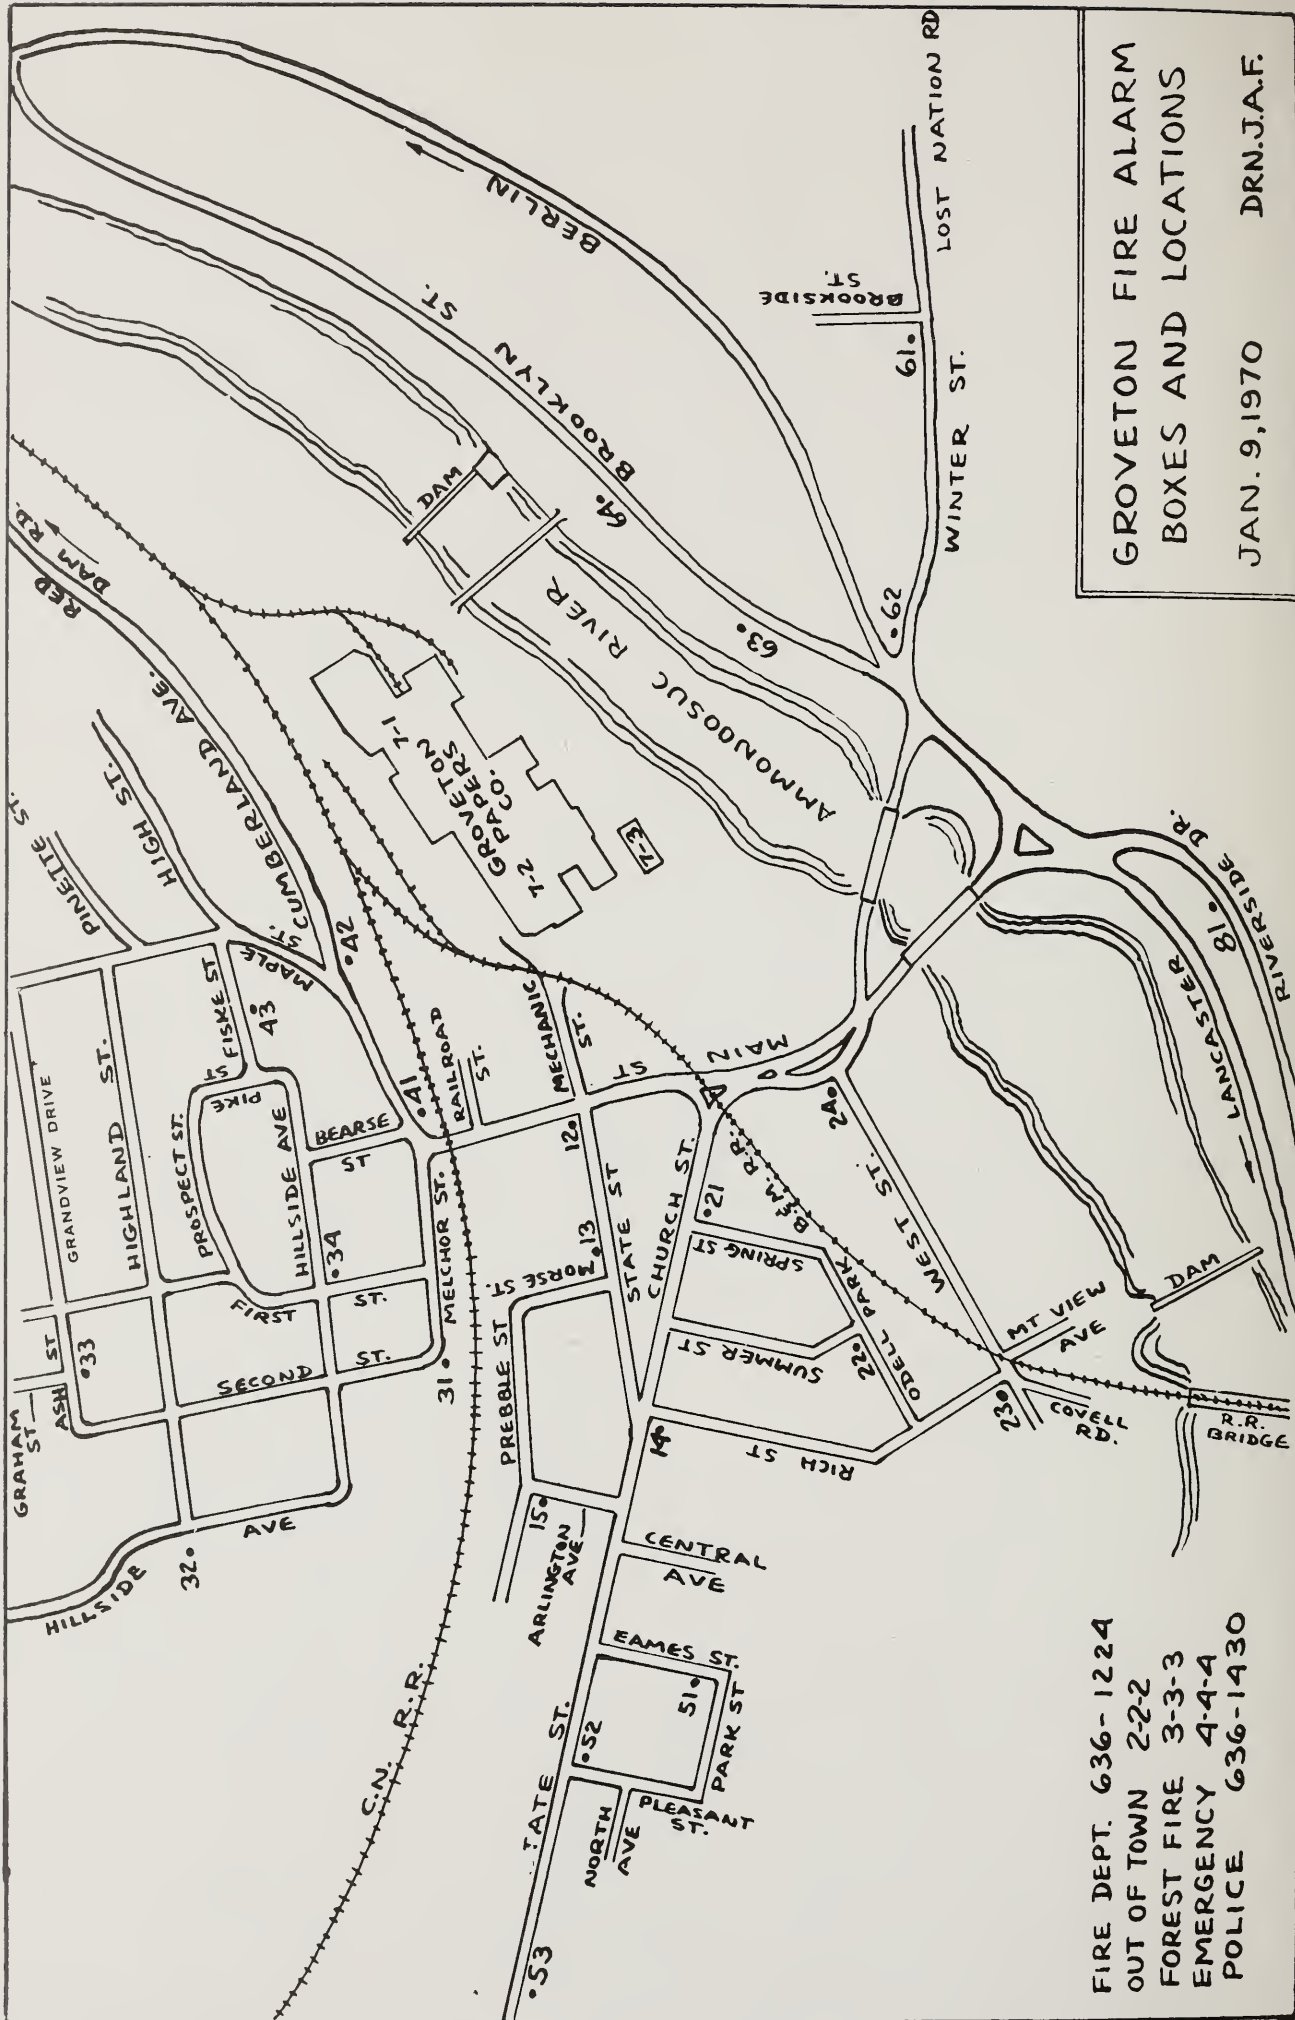 GROVETON FIRE ALARM
BOXES AND LOCATIONS
JAN. 9, 1970 DRN. J.A.F.
FIRE DEPT. 636-1224
OUT OF TOWN 2-2-2
FOREST FIRE 3-3-3
EMERGENCY 4-4-4
POLICE 636-1430
HILLSIDE
AVE
32
GRAHAM
ST
ASH
ST
33
GRANDVIEW DRIVE
HIGHLAND ST.
PINETTE ST.
HIGH ST.
PROSPECT ST.
PIKE
ST
FISKE ST
43
MAPLE
ST.
CUMBERLAND AVE.
RED DAM RD.
42
41
HILLSIDE AVE
34
FIRST
ST.
SECOND
ST.
BEARSE
ST
MELCHOR ST.
31
RAILROAD
ST.
C.N. R.R.
PREBBLE ST
MORSE ST.
13
12
STATE ST
MECHANIC
ST.
MAIN
ST
GROVETON
PAPERS
CO.
7-1
7-2
7-3
DAM
AMMONOOSUC RIVER
BROOKLYN
ST.
BERLIN
64
63
62
61
BROOKSIDE
ST.
WINTER ST.
LOST NATION RD
15
ARLINGTON
AVE
14
CHURCH ST.
21
SPRING ST
SUMMER ST
22
ODELL PARK
RICH ST
B.&M. R.R.
24
WEST ST.
23
MT VIEW
AVE
COVELL
RD.
R.R.
BRIDGE
DAM
LANCASTER
81
RIVERSIDE DR.
CENTRAL
AVE
EAMES ST.
51
52
PARK ST
PLEASANT
ST.
NORTH
AVE
TATE ST.
53